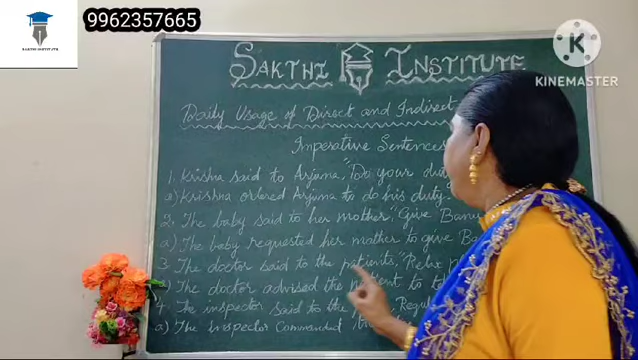 SAKTHI INSTITUTE
9962357665
K
KINEMASTER
SAKTHI INSTITUTE
Daily Usage of Direct and Indirect
Imperative Sentences
1. Krishna said to Arjuna, "Do your
a) Krishna ordered Arjuna to do his duty.
2. The baby said to her mother, "Give
a) The baby requested her mother to give
3. The doctor said to the patients, "Relax
The doctor advised the to
4. The inspector said to the
a) The inspector commanded